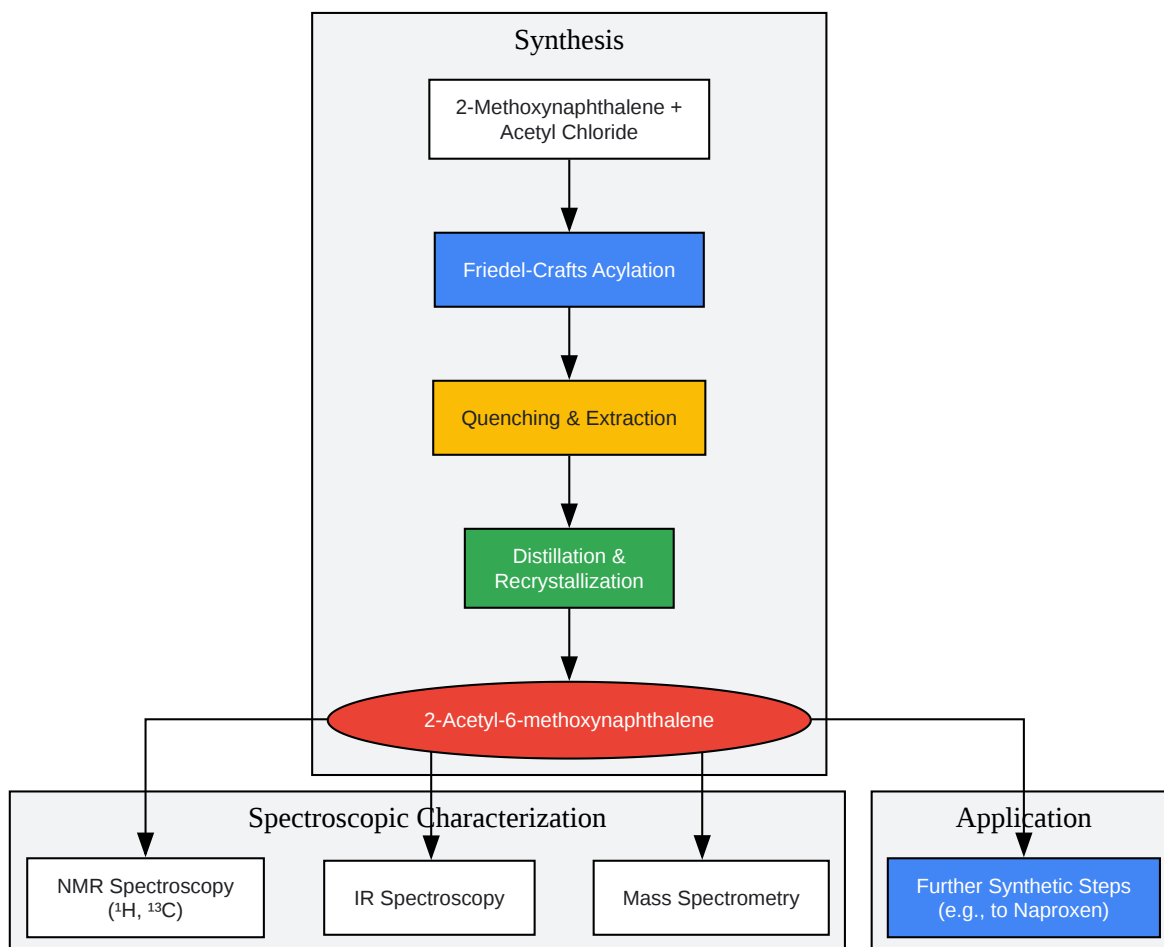 Synthesis
2-Methoxynaphthalene +
Acetyl Chloride
Friedel-Crafts Acylation
Quenching & Extraction
Distillation &
Recrystallization
2-Acetyl-6-methoxynaphthalene
Spectroscopic Characterization
NMR Spectroscopy
(¹H, ¹³C)
IR Spectroscopy
Mass Spectrometry
Application
Further Synthetic Steps
(e.g., to Naproxen)